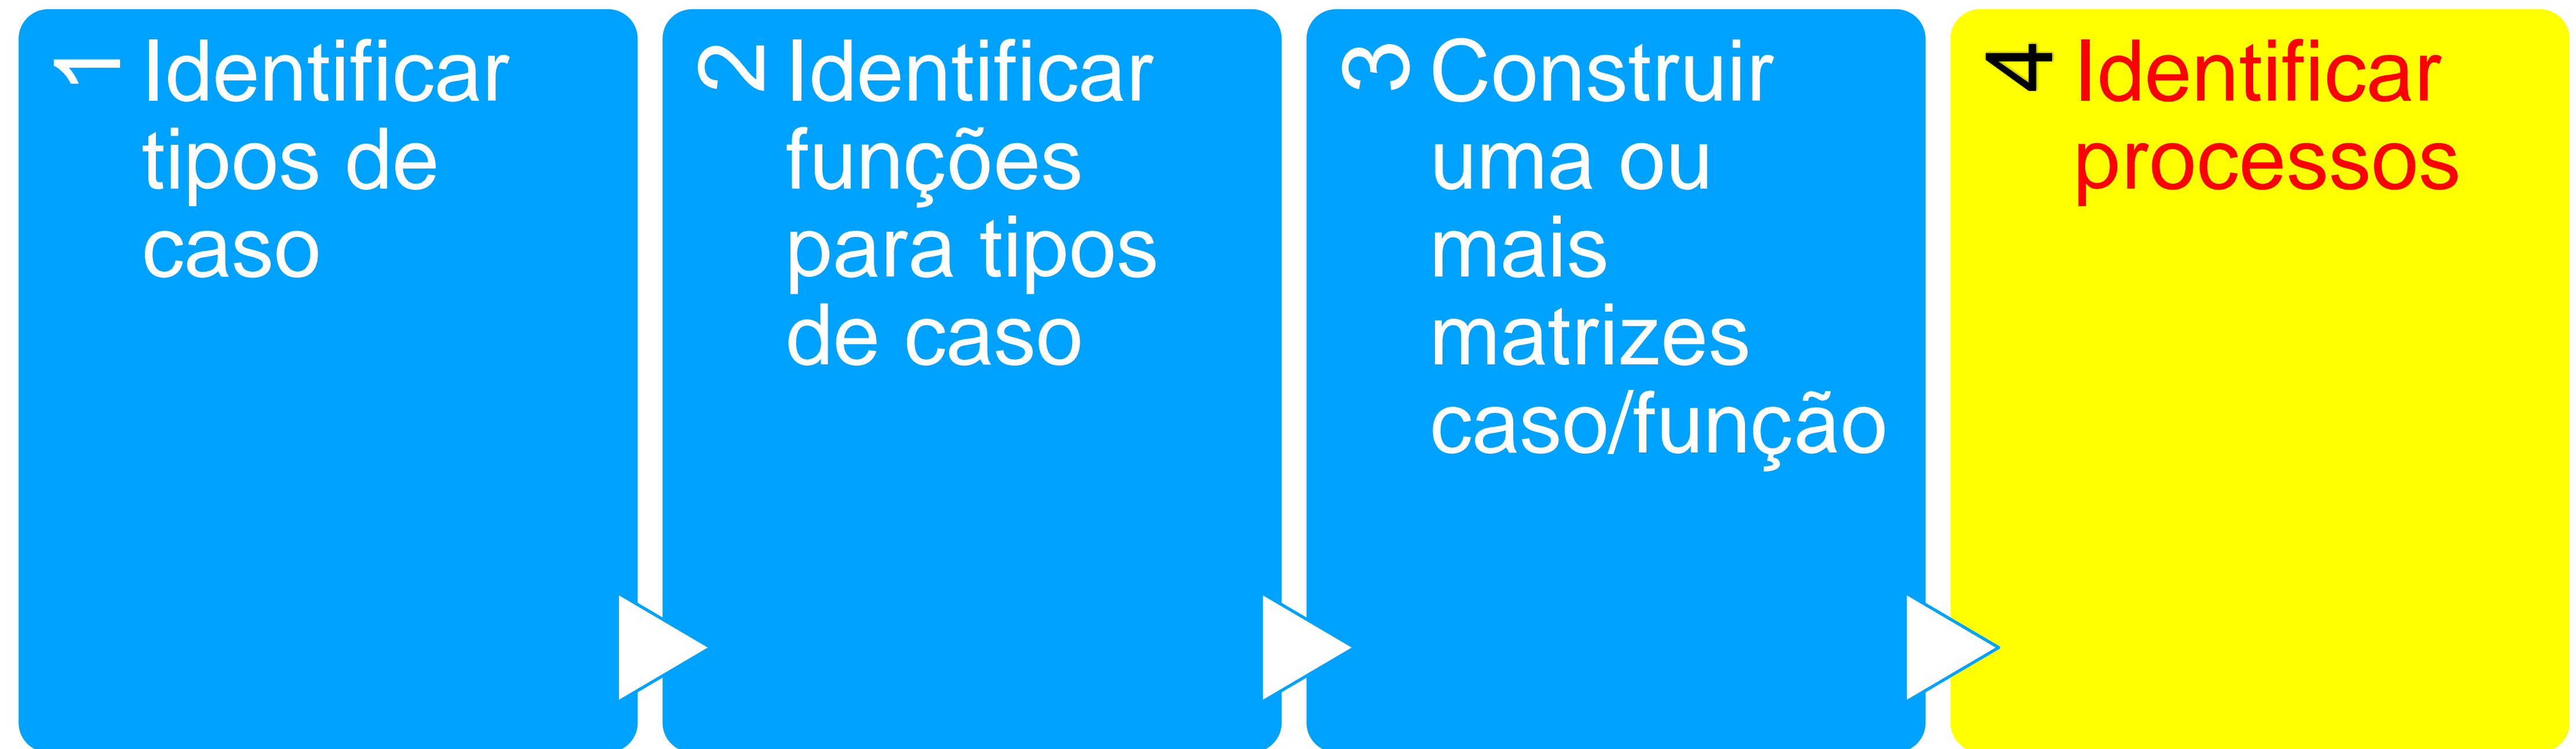 1
Identificar
tipos de
caso
2
Identificar
funções
para tipos
de caso
3
Construir
uma ou
mais
matrizes
caso/função
4
Identificar
processos